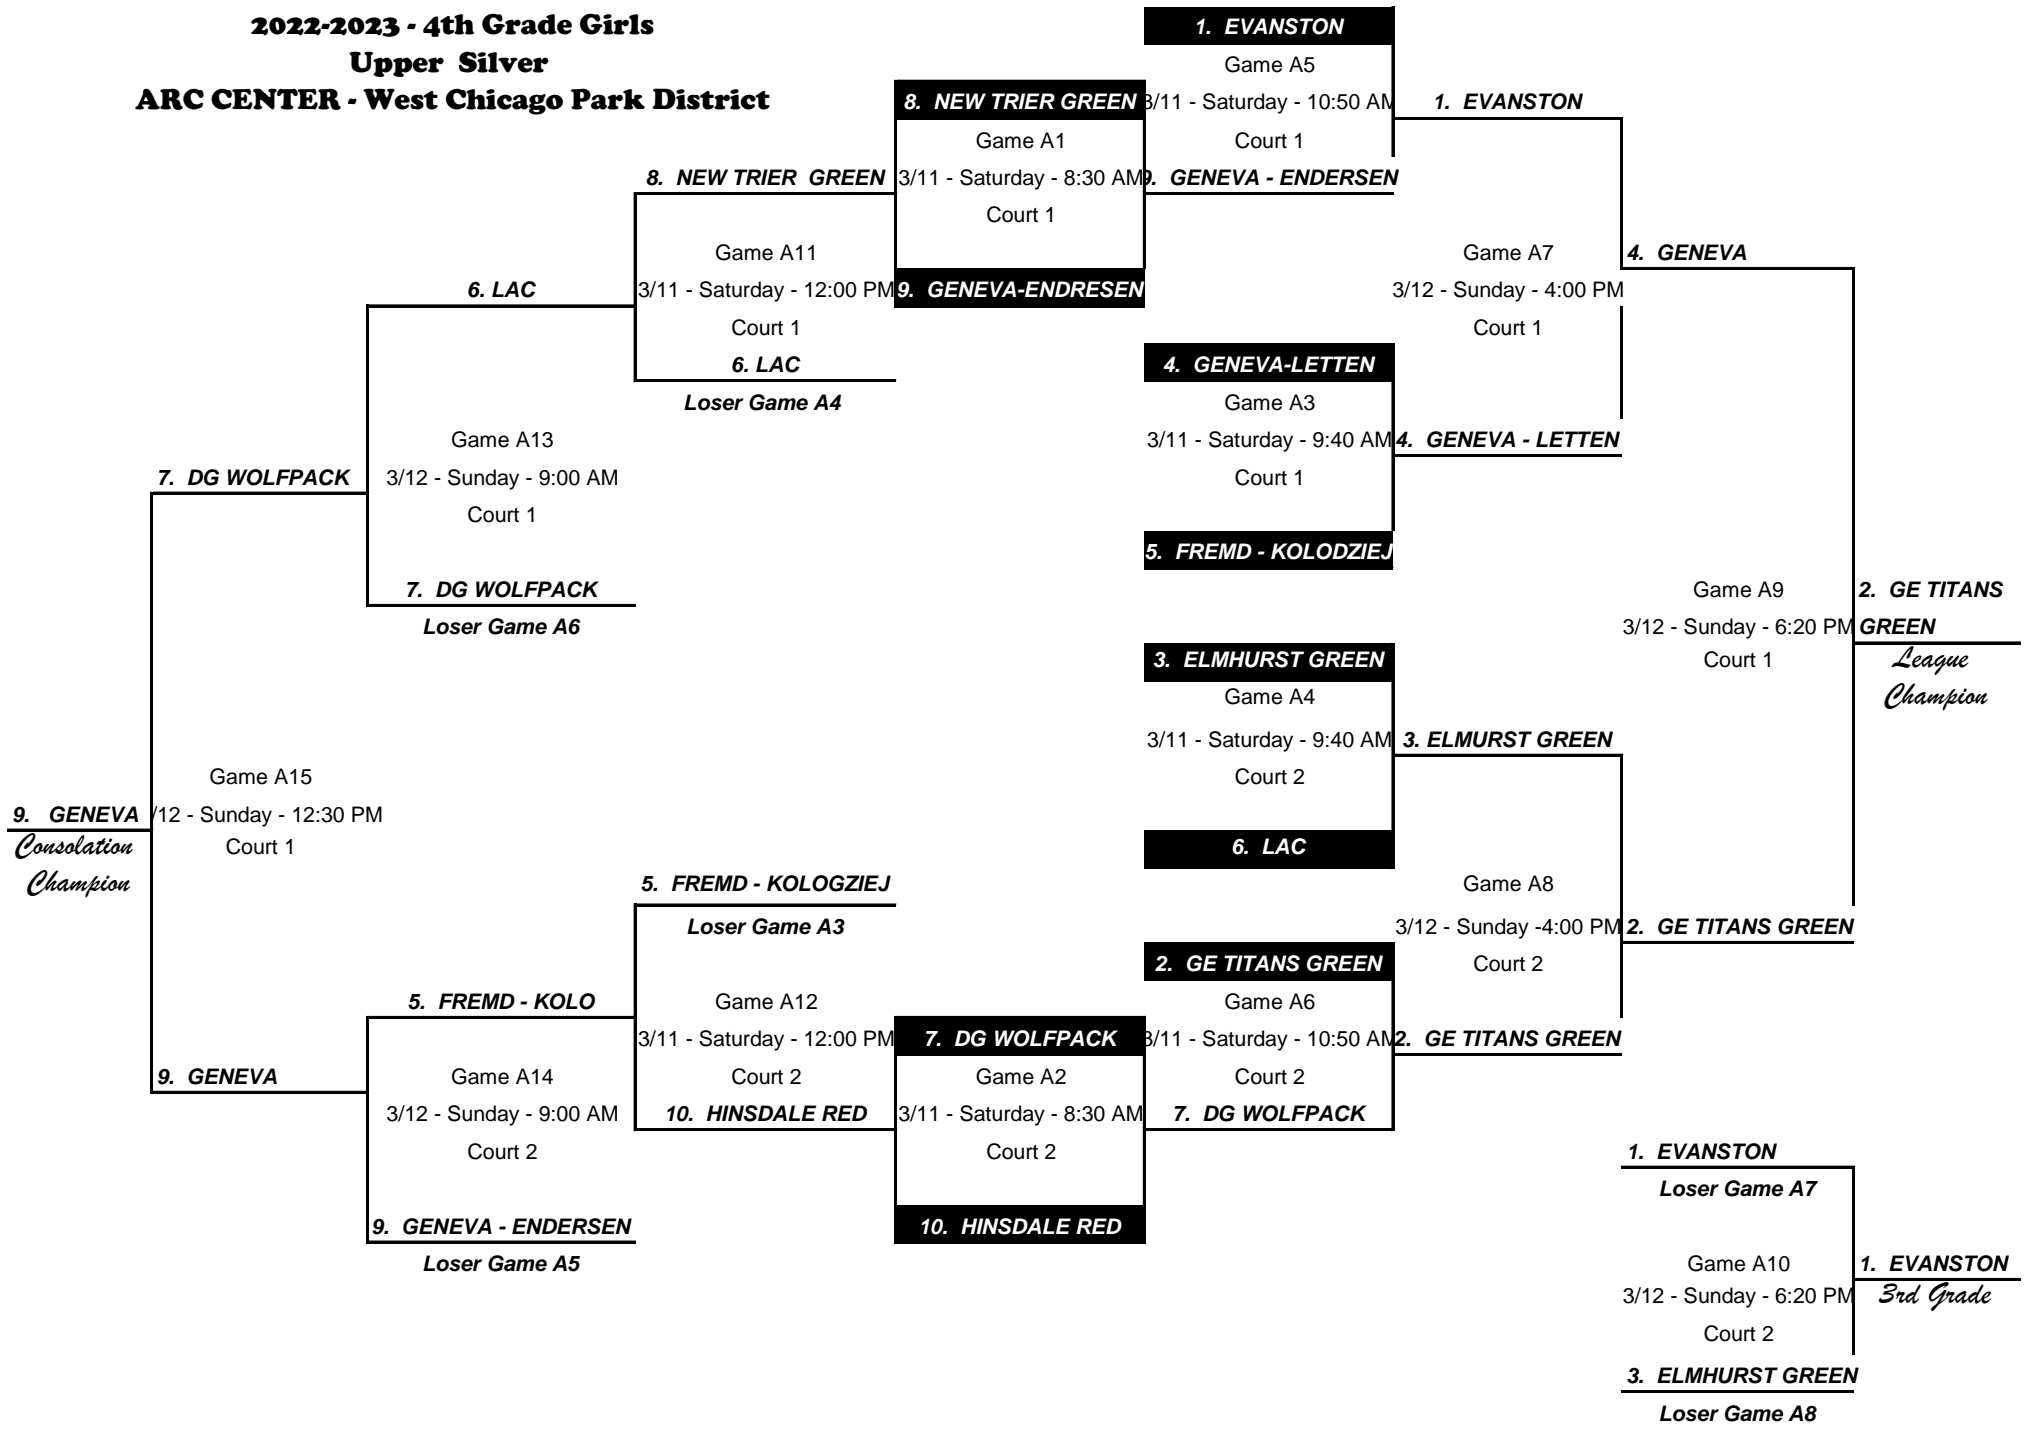 2022-2023 - 4th Grade Girls
Upper Silver
ARC CENTER - West Chicago Park District
1. EVANSTON
Game A5
8. NEW TRIER GREEN
3/11 - Saturday - 10:50 AM
1. EVANSTON
Game A1
Court 1
8. NEW TRIER GREEN
3/11 - Saturday - 8:30 AM
9. GENEVA - ENDERSEN
Court 1
Game A11
Game A7
4. GENEVA
6. LAC
3/11 - Saturday - 12:00 PM
9. GENEVA-ENDRESEN
3/12 - Sunday - 4:00 PM
Court 1
Court 1
6. LAC
4. GENEVA-LETTEN
Loser Game A4
Game A3
Game A13
3/11 - Saturday - 9:40 AM
4. GENEVA - LETTEN
7. DG WOLFPACK
3/12 - Sunday - 9:00 AM
Court 1
Court 1
5. FREMD - KOLODZIEJ
7. DG WOLFPACK
Game A9
2. GE TITANS
Loser Game A6
3/12 - Sunday - 6:20 PM
GREEN
3. ELMHURST GREEN
Court 1
League
Game A4
Champion
3/11 - Saturday - 9:40 AM
3. ELMURST GREEN
Game A15
Court 2
9. GENEVA
/12 - Sunday - 12:30 PM
Consolation
Court 1
6. LAC
Champion
5. FREMD - KOLOGZIEJ
Game A8
Loser Game A3
3/12 - Sunday -4:00 PM
2. GE TITANS GREEN
2. GE TITANS GREEN
Court 2
5. FREMD - KOLO
Game A12
Game A6
3/11 - Saturday - 12:00 PM
7. DG WOLFPACK
3/11 - Saturday - 10:50 AM
2. GE TITANS GREEN
9. GENEVA
Game A14
Court 2
Game A2
Court 2
3/12 - Sunday - 9:00 AM
10. HINSDALE RED
3/11 - Saturday - 8:30 AM
7. DG WOLFPACK
Court 2
Court 2
1. EVANSTON
Loser Game A7
9. GENEVA - ENDERSEN
10. HINSDALE RED
Loser Game A5
Game A10
1. EVANSTON
3/12 - Sunday - 6:20 PM
3rd Grade
Court 2
3. ELMHURST GREEN
Loser Game A8